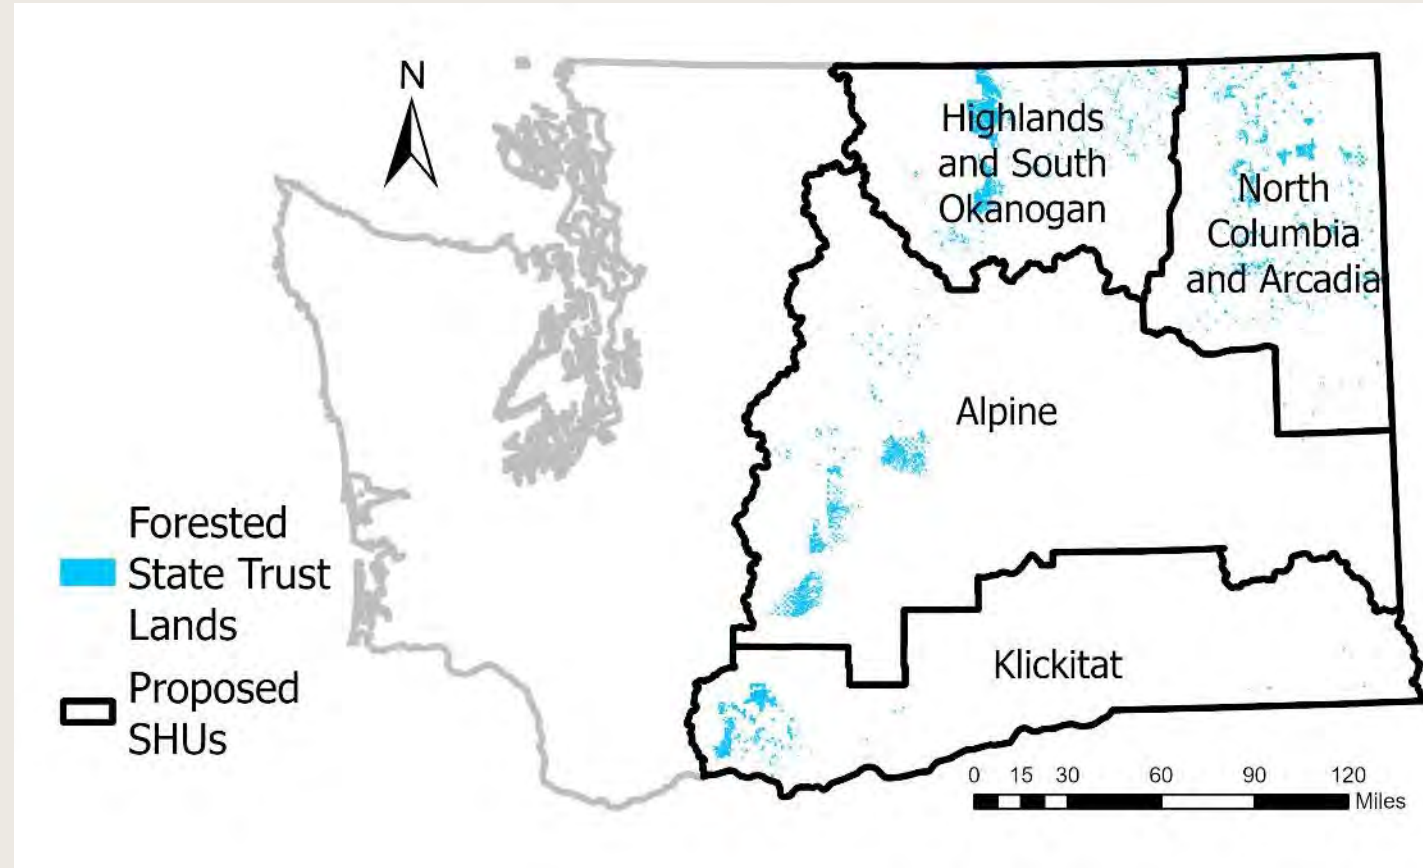 N
Highlands
and South
Okanogan
North
Columbia
and Arcadia
Alpine
Klickitat
Forested
State Trust
Lands
Proposed
SHUs
0 15 30 60 90 120
Miles